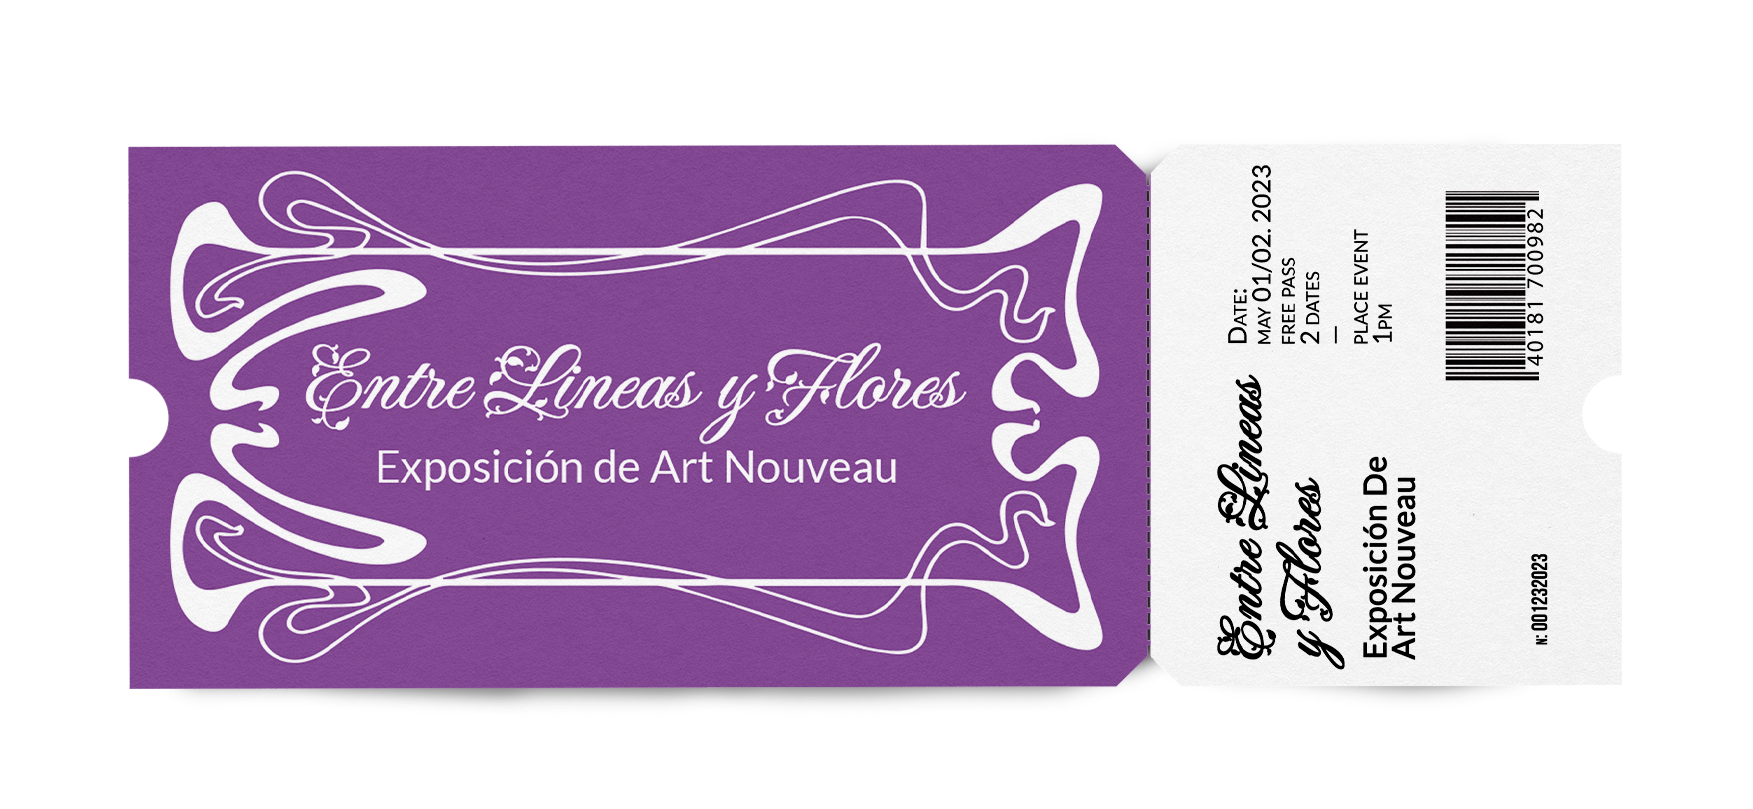 Entre Lineas y Flores
Exposición de Art Nouveau
Entre Lineas
y Flores
Exposición De
Art Nouveau
DATE:
MAY 01/02. 2023
FREE PASS
2 DATES
—
PLACE EVENT
1PM
40181 700982
N: 001232023